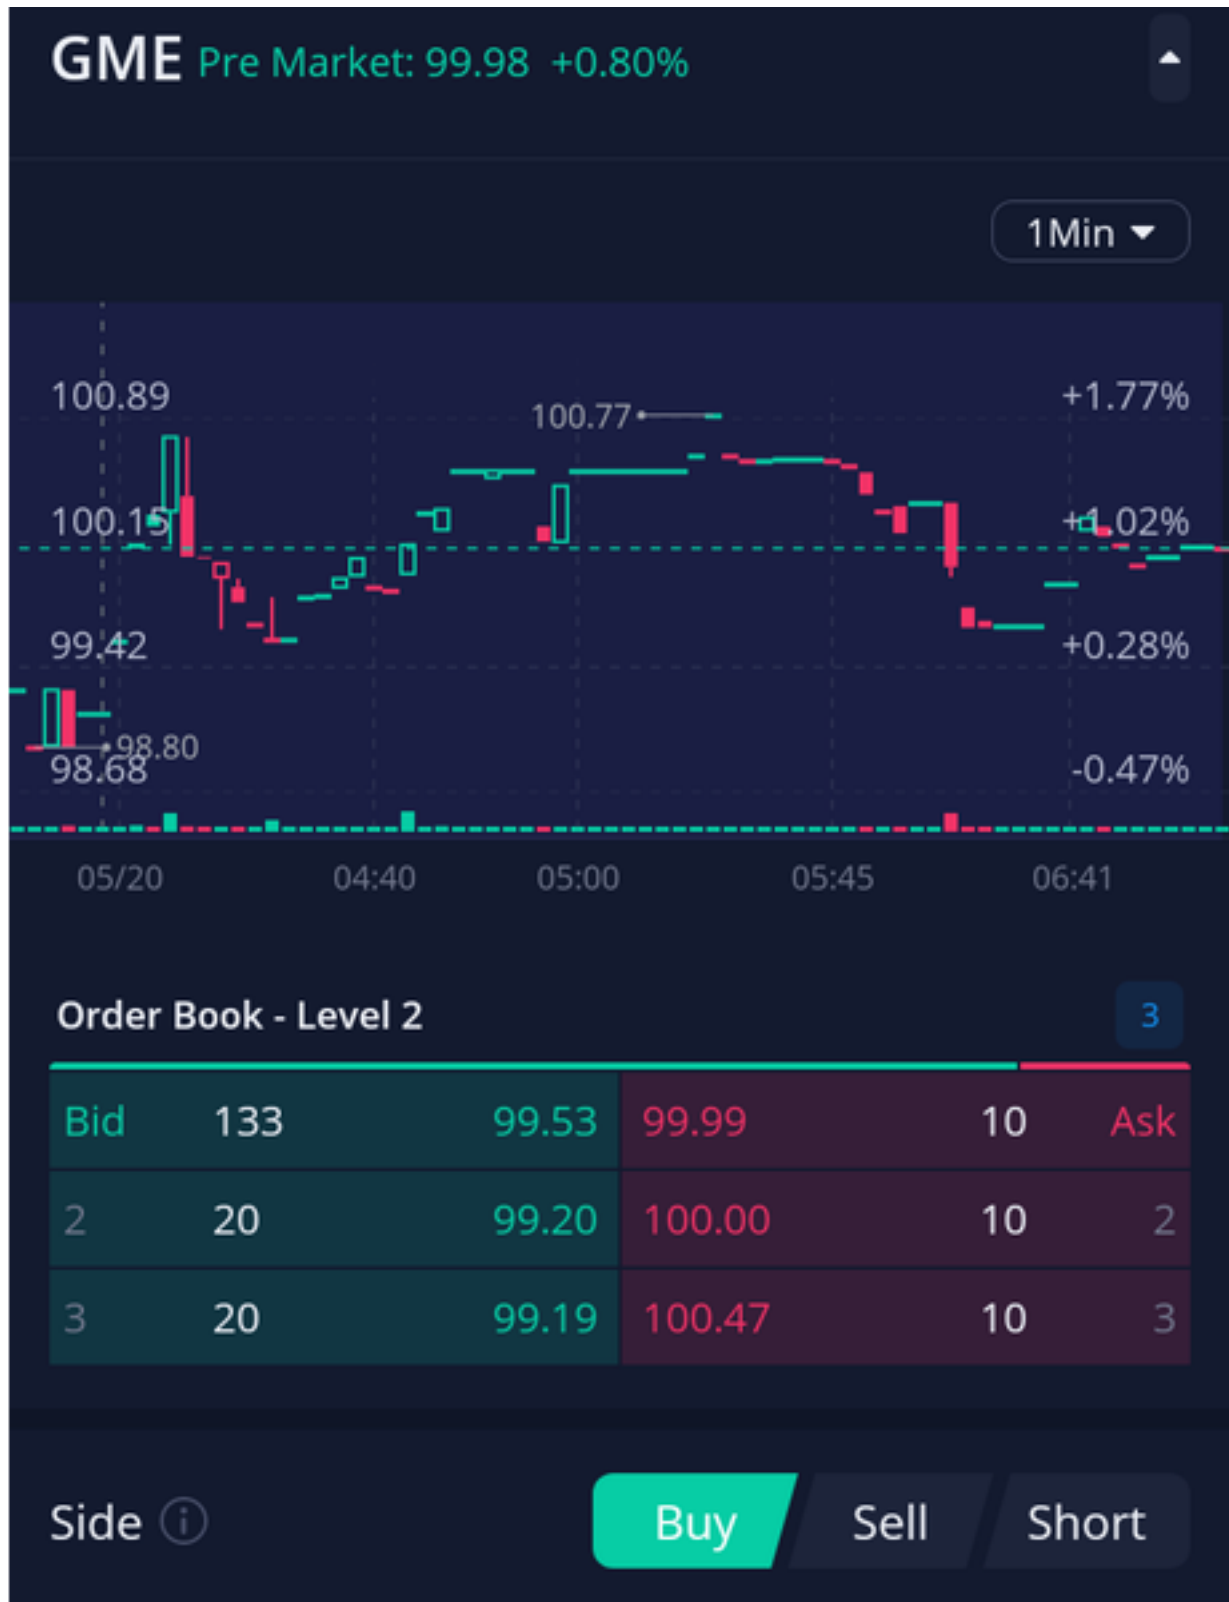 GME Pre Market: 99.98 +0.80%
1Min
100.89 +1.77%
100.77
100.15 +1.02%
99.42 +0.28%
98.80
98.68 -0.47%
05/20 04:40 05:00 05:45 06:41
Order Book - Level 2 3
Bid 133 99.53 99.99 10 Ask
2 20 99.20 100.00 10 2
3 20 99.19 100.47 10 3
Side Buy Sell Short